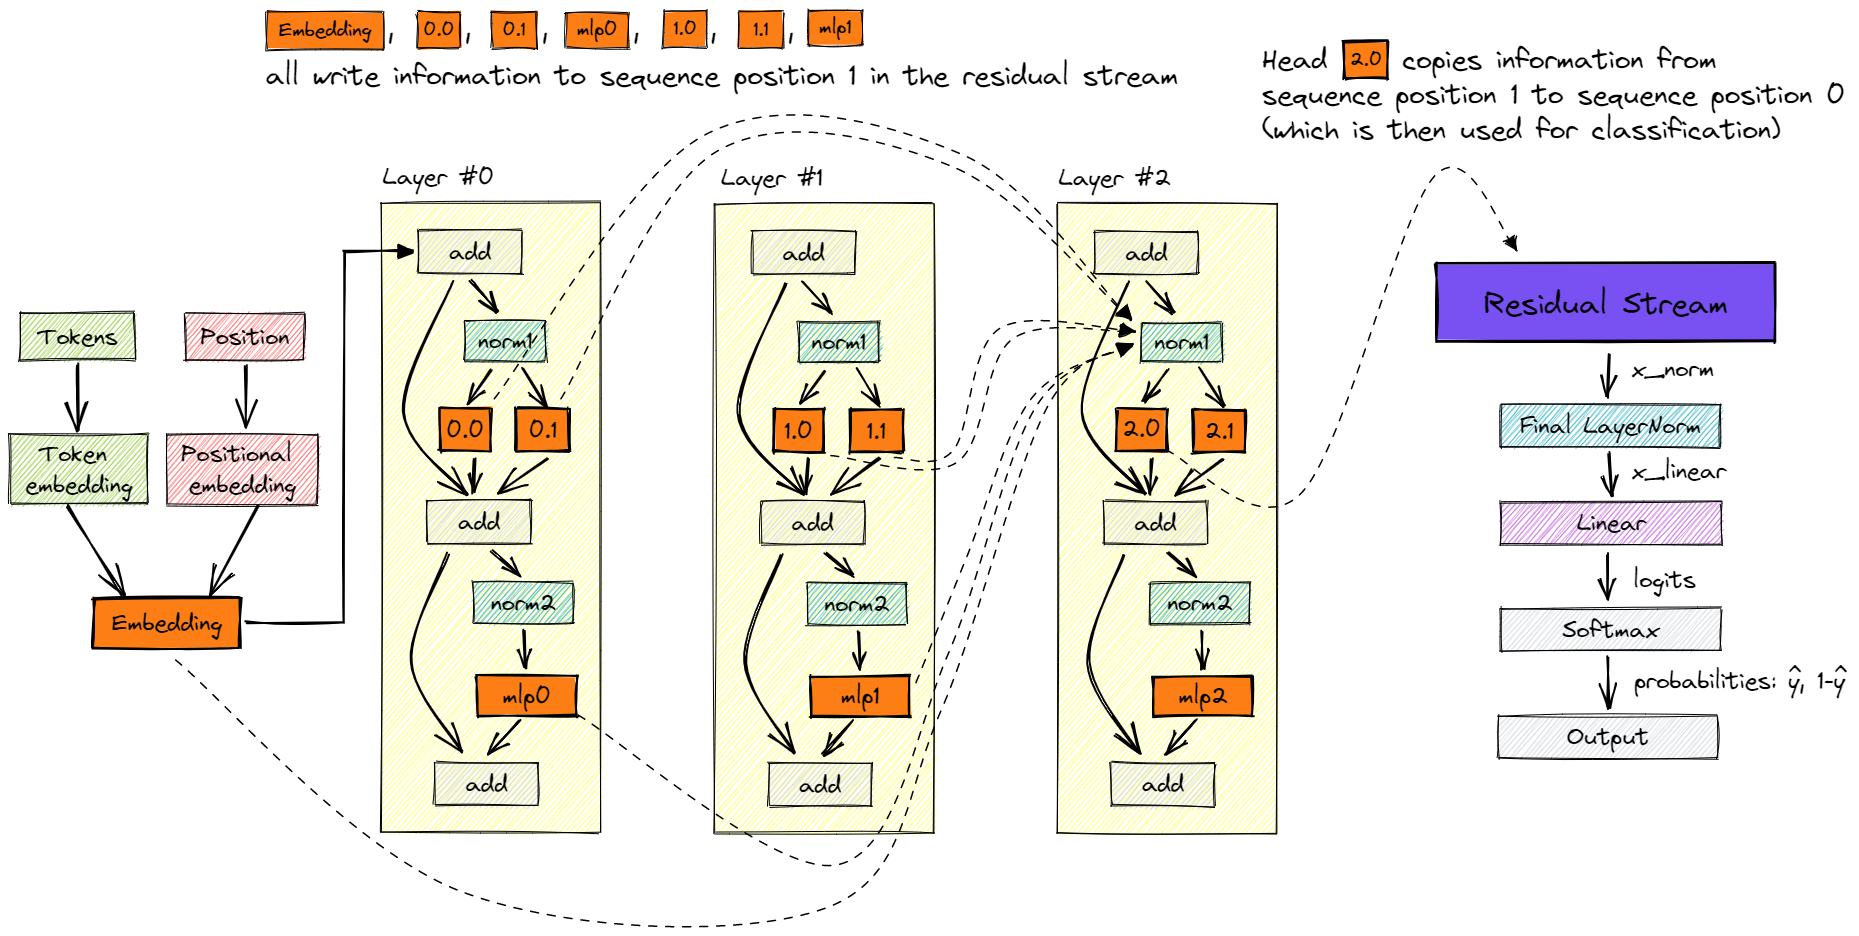 Embedding, 0.0, 0.1, mlp0, 1.0, 1.1, mlp1
all write information to sequence position 1 in the residual stream
Head 2.0 copies information from
sequence position 1 to sequence position 0
(which is then used for classification)
Tokens
Position
Token
embedding
Positional
embedding
Embedding
Layer #0
add
norm1
0.0 0.1
add
norm2
mlp0
add
Layer #1
add
norm1
1.0 1.1
add
norm2
mlp1
add
Layer #2
add
norm1
2.0 2.1
add
norm2
mlp2
add
Residual Stream
x_norm
Final LayerNorm
x_linear
Linear
logits
Softmax
probabilities: ŷ, 1-ŷ
Output